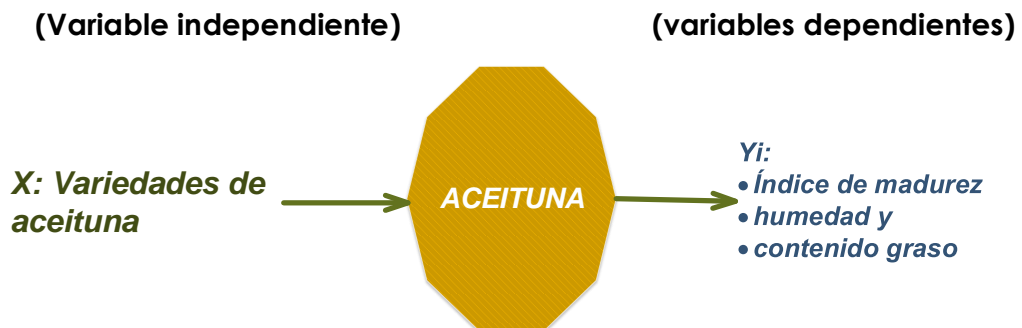 (Variable independiente)
(variables dependientes)
X: Variedades de
aceituna
ACEITUNA
Yi:
• Índice de madurez
• humedad y
• contenido graso